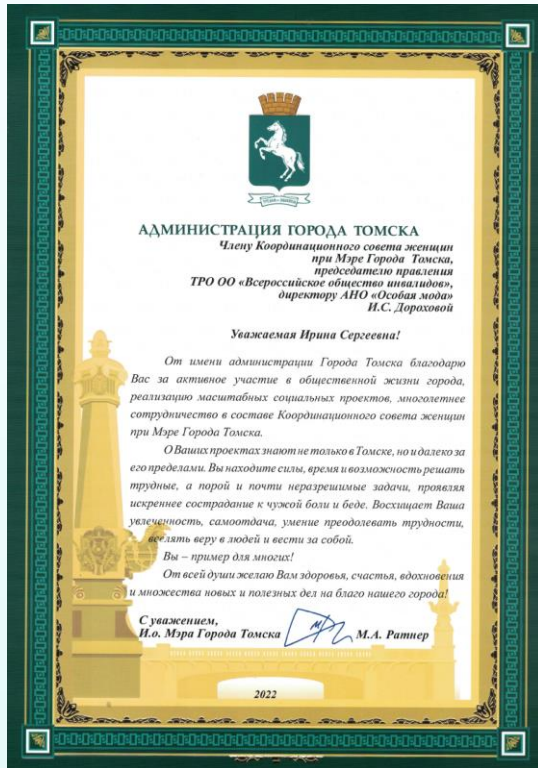 АДМИНИСТРАЦИЯ ГОРОДА ТОМСКА
Члену Координационного совета женщин
при Мэре Города Томска,
председателю правления
ТРО ОО «Всероссийское общество инвалидов»,
директору АНО «Особая мода»
И.С. Дороховой
Уважаемая Ирина Сергеевна!
От имени администрации Города Томска благодарю
Вас за активное участие в общественной жизни города,
реализацию масштабных социальных проектов, многолетнее
сотрудничество в составе Координационного совета женщин
при Мэре Города Томска.
О Ваших проектах знают не только в Томске, но и далеко за
его пределами. Вы находите силы, время и возможность решать
трудные, а порой и почти неразрешимые задачи, проявляя
искреннее сострадание к чужой боли и беде. Восхищает Ваша
увлеченность, самоотдача, умение преодолевать трудности,
вселять веру в людей и вести за собой.
Вы – пример для многих!
От всей души желаю Вам здоровья, счастья, вдохновения
и множества новых и полезных дел на благо нашего города!
С уважением,
И.о. Мэра Города Томска М.А. Ратнер
2022